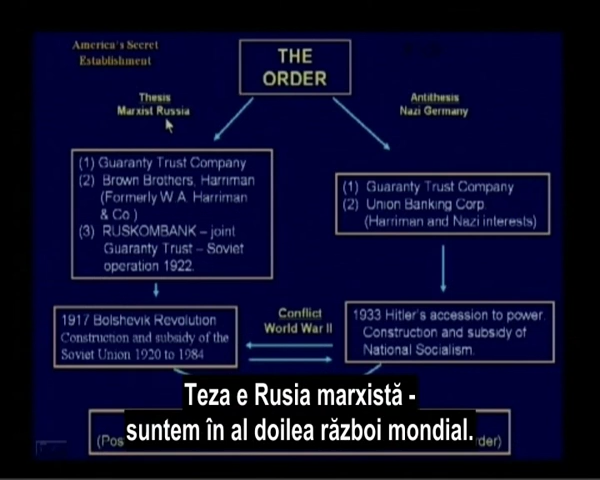 America's Secret
Establishment
THE
ORDER
Thesis
Marxist Russia
Antithesis
Nazi Germany
(1) Guaranty Trust Company
(2) Brown Brothers, Harriman
(Formerly W.A. Harriman
& Co.)
(3) RUSKOMBANK – joint
Guaranty Trust – Soviet
operation 1922.
(1) Guaranty Trust Company
(2) Union Banking Corp.
(Harriman and Nazi interests)
1917 Bolshevik Revolution
Construction and subsidy of the
Soviet Union 1920 to 1984
Conflict
World War II
1933 Hitler's accession to power.
Construction and subsidy of
National Socialism.
Teza e Rusia marxistă -
suntem în al doilea război mondial.